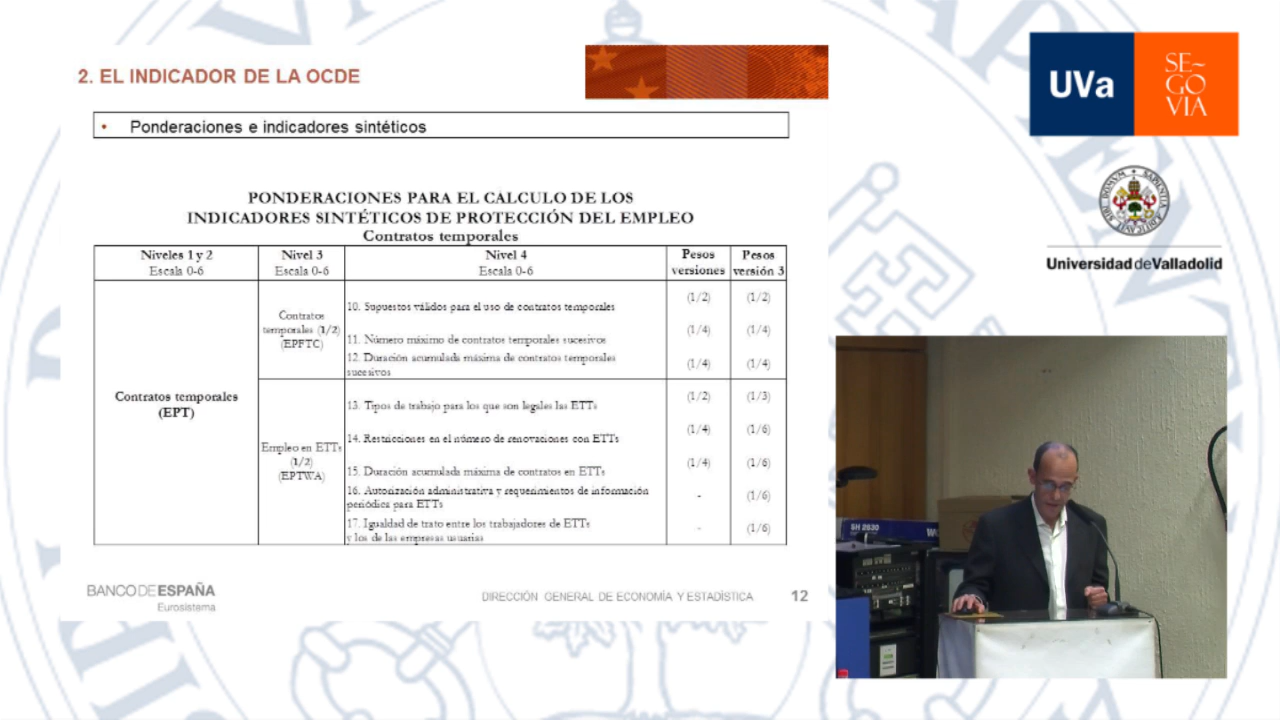 2. EL INDICADOR DE LA OCDE
• Ponderaciones e indicadores sintéticos
PONDERACIONES PARA EL CÁLCULO DE LOS
INDICADORES SINTÉTICOS DE PROTECCIÓN DEL EMPLEO
Contratos temporales
Niveles 1 y 2
Escala 0-6
Nivel 3
Escala 0-6
Nivel 4
Escala 0-6
Pesos
versiones
Pesos
versión 3
Contratos temporales
(EPT)
Contratos
temporales (1/2)
(EPFTC)
10. Supuestos válidos para el uso de contratos temporales
(1/2)
(1/2)
11. Número máximo de contratos temporales sucesivos
(1/4)
(1/4)
12. Duración acumulada máxima de contratos temporales
sucesivos
(1/4)
(1/4)
Empleo en ETTs
(1/2)
(EPTWA)
13. Tipos de trabajo para los que son legales las ETTs
(1/2)
(1/3)
14. Restricciones en el número de renovaciones con ETTs
(1/4)
(1/6)
15. Duración acumulada máxima de contratos en ETTs
(1/4)
(1/6)
16. Autorización administrativa y requerimientos de información
periódica para ETTs
-
(1/6)
17. Igualdad de trato entre los trabajadores de ETTs
y los de las empresas usuarias
-
(1/6)
BANCO DE ESPAÑA
Eurosistema
DIRECCIÓN GENERAL DE ECONOMÍA Y ESTADÍSTICA
12
UVa
SE~
GO
VIA
Universidad de Valladolid
SH 2930